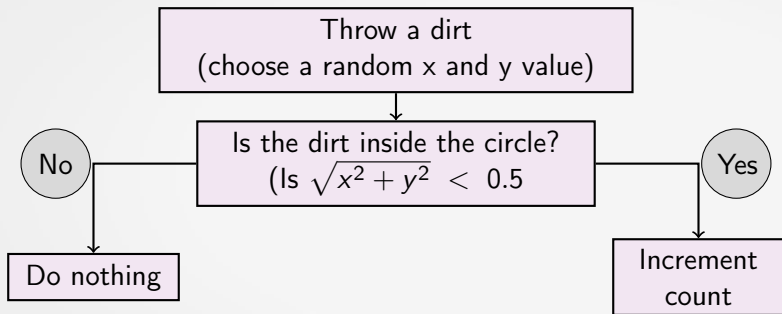 Throw a dirt
(choose a random x and y value)
Is the dirt inside the circle?
(Is √x² + y² < 0.5
No
Yes
Do nothing
Increment
count